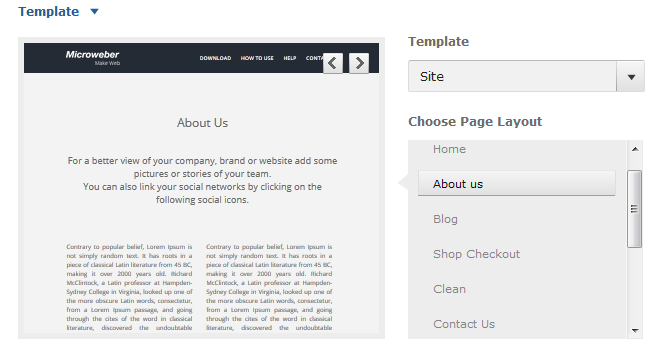 Template
Microweber
Make Web
DOWNLOAD HOW TO USE HELP CONTA
About Us
For a better view of your company, brand or website add some
pictures or stories of your team.
You can also link your social networks by clicking on the
following social icons.
Contrary to popular belief, Lorem Ipsum is
not simply random text. It has roots in a
piece of classical Latin literature from 45 BC,
making it over 2000 years old. Richard
McClintock, a Latin professor at Hampden-
Sydney College in Virginia, looked up one of
the more obscure Latin words, consectetur,
from a Lorem Ipsum passage, and going
through the cites of the word in classical
literature, discovered the undoubtable
Contrary to popular belief, Lorem Ipsum is
not simply random text. It has roots in a
piece of classical Latin literature from 45 BC,
making it over 2000 years old. Richard
McClintock, a Latin professor at Hampden-
Sydney College in Virginia, looked up one of
the more obscure Latin words, consectetur,
from a Lorem Ipsum passage, and going
through the cites of the word in classical
literature, discovered the undoubtable
Template
Site
Choose Page Layout
Home
About us
Blog
Shop Checkout
Clean
Contact Us